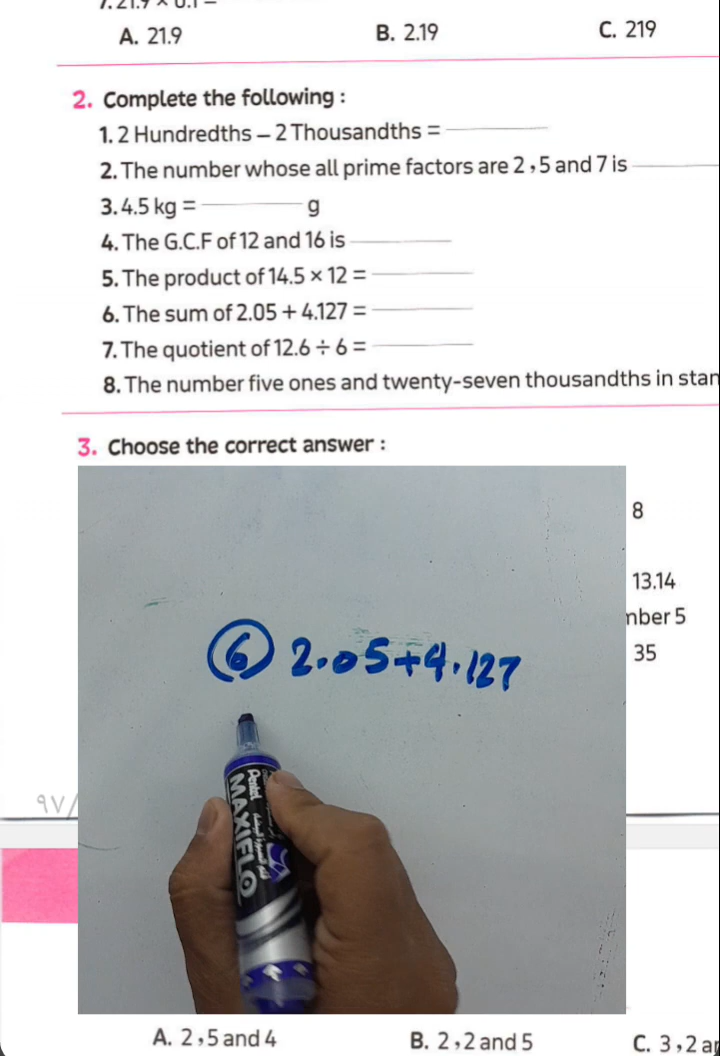 A. 21.9 B. 2.19 C. 219
2. Complete the following :
1. 2 Hundredths – 2 Thousandths =
2. The number whose all prime factors are 2 , 5 and 7 is
3. 4.5 kg = g
4. The G.C.F of 12 and 16 is
5. The product of 14.5 × 12 =
6. The sum of 2.05 + 4.127 =
7. The quotient of 12.6 ÷ 6 =
8. The number five ones and twenty-seven thousandths in stan
3. Choose the correct answer :
8
13.14
mber 5
35
6 2.05+4.127
Pentel
MAXIFLO
٩٧/
A. 2 , 5 and 4 B. 2 , 2 and 5 C. 3 , 2 an